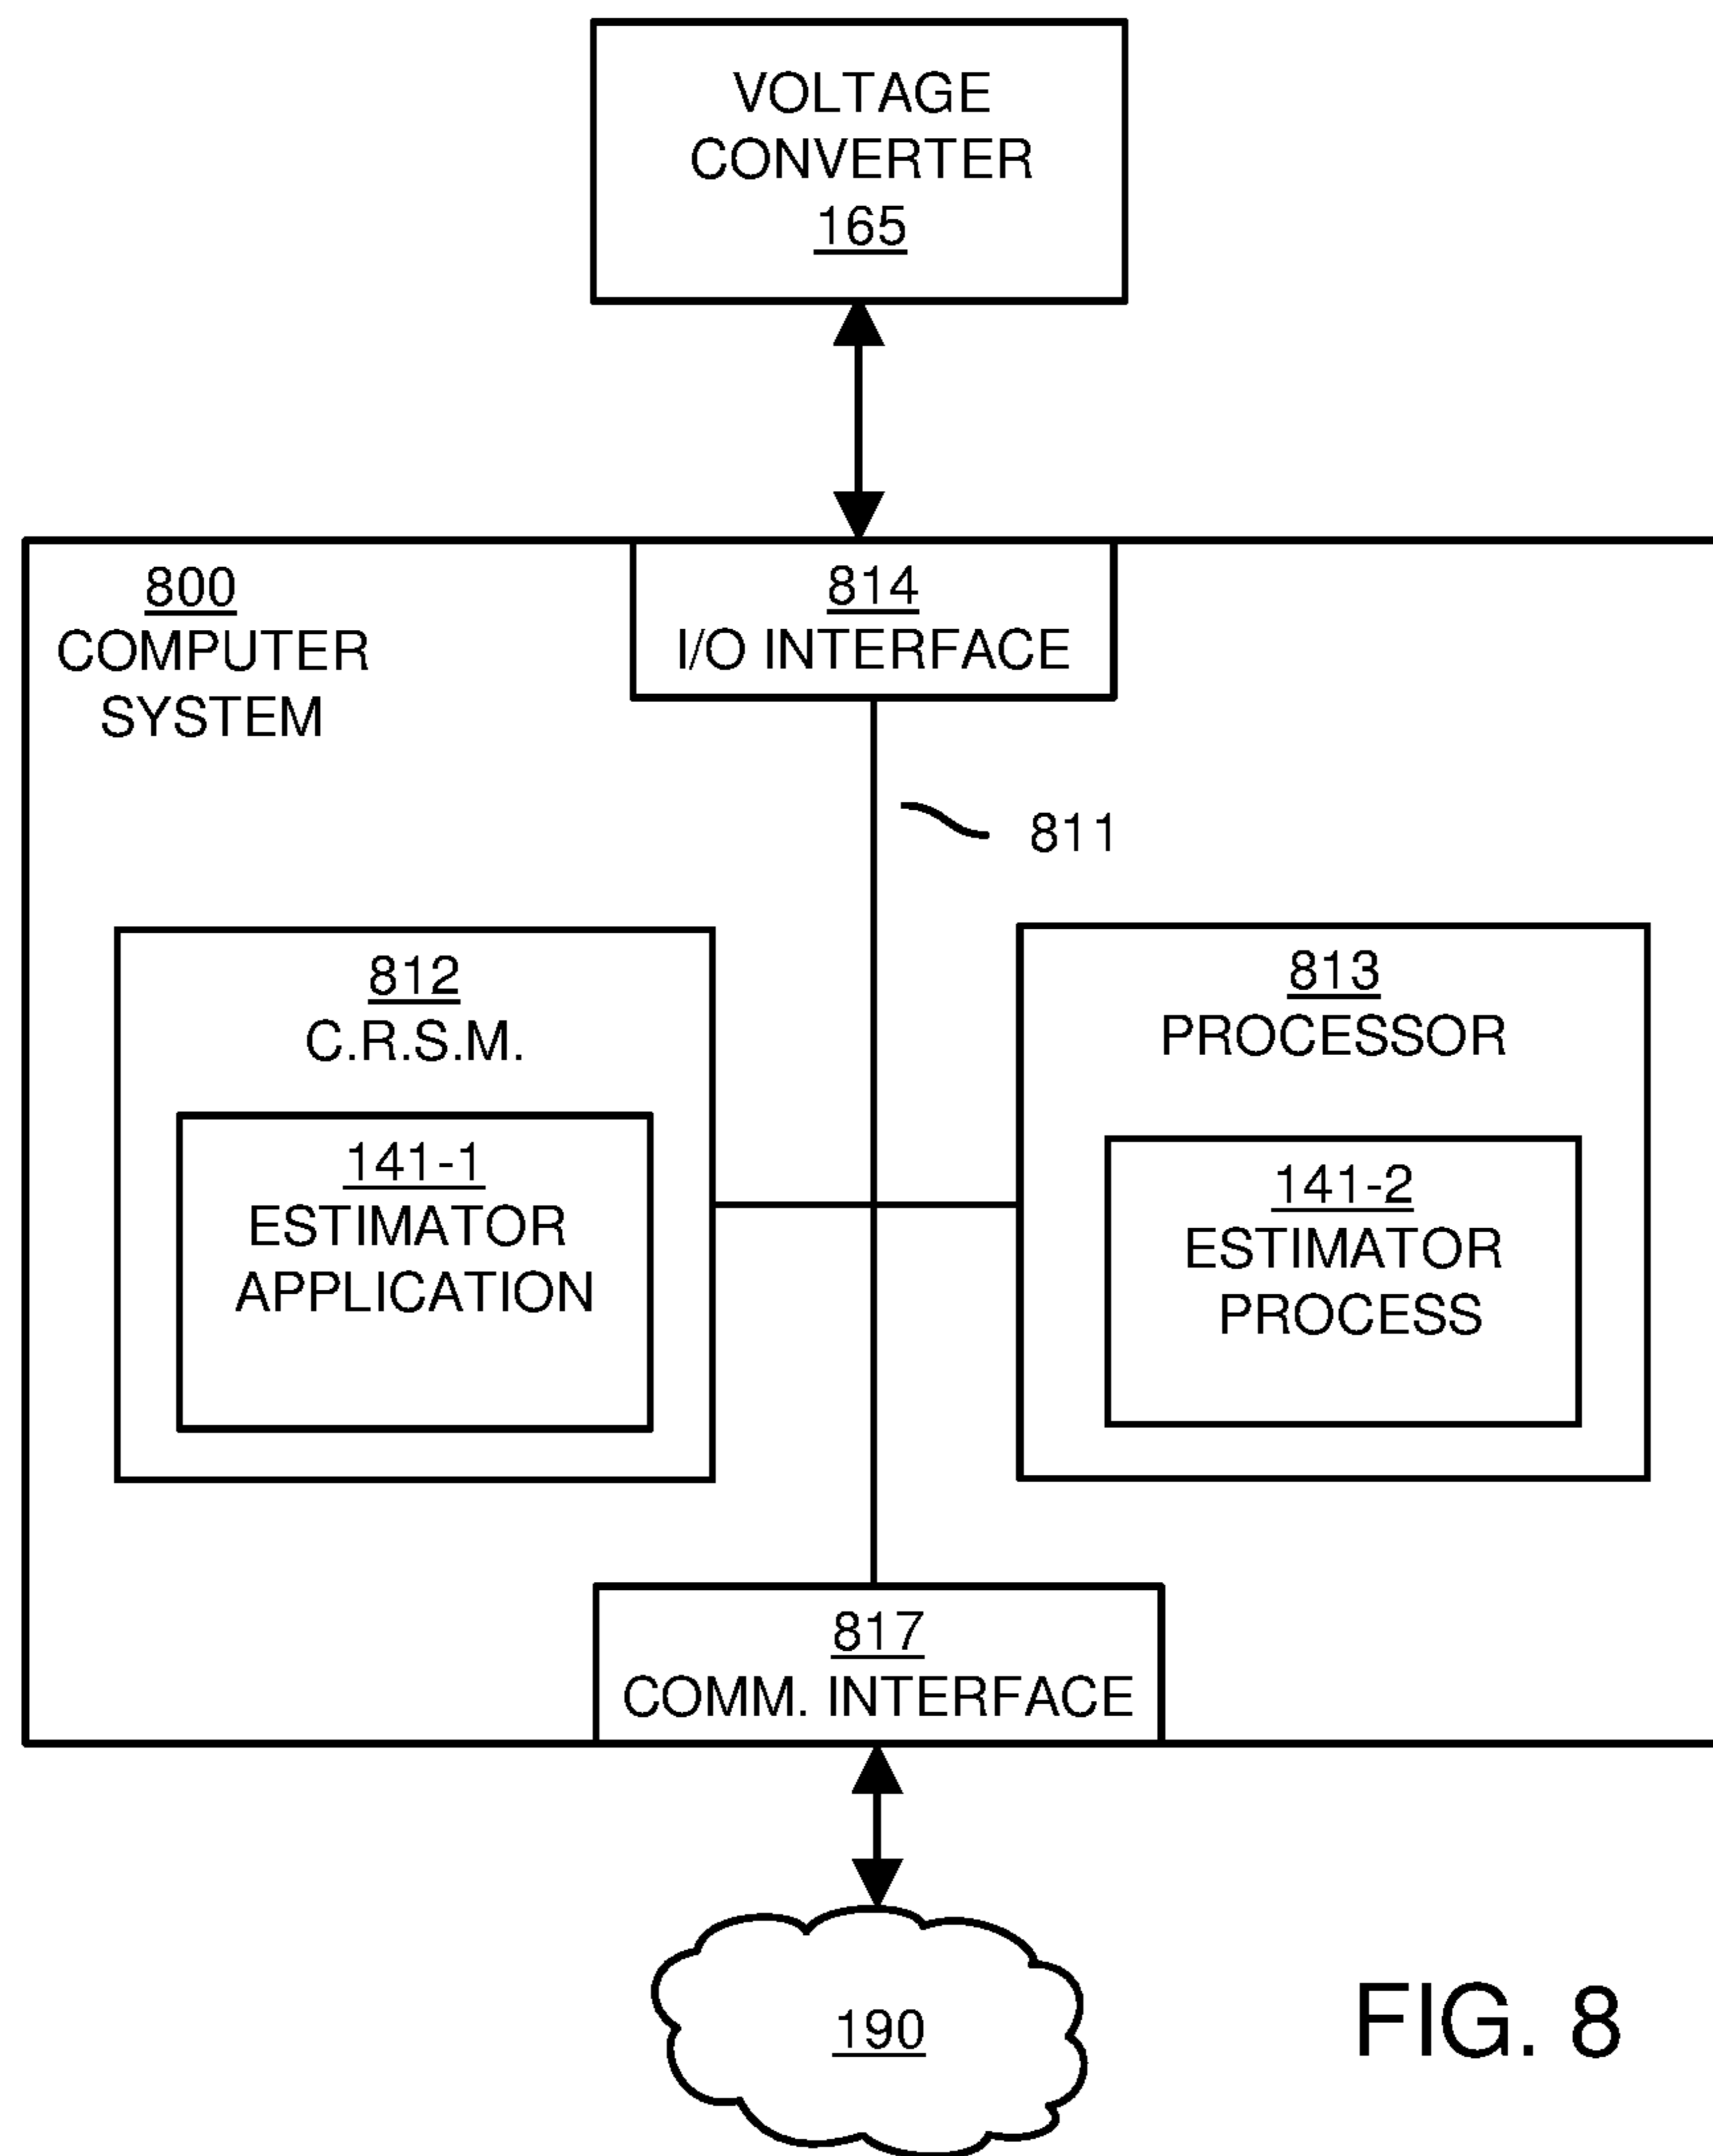 VOLTAGE
CONVERTER
165
800
COMPUTER
SYSTEM
814
I/O INTERFACE
811
812
C.R.S.M.
141-1
ESTIMATOR
APPLICATION
813
PROCESSOR
141-2
ESTIMATOR
PROCESS
817
COMM. INTERFACE
190
FIG. 8